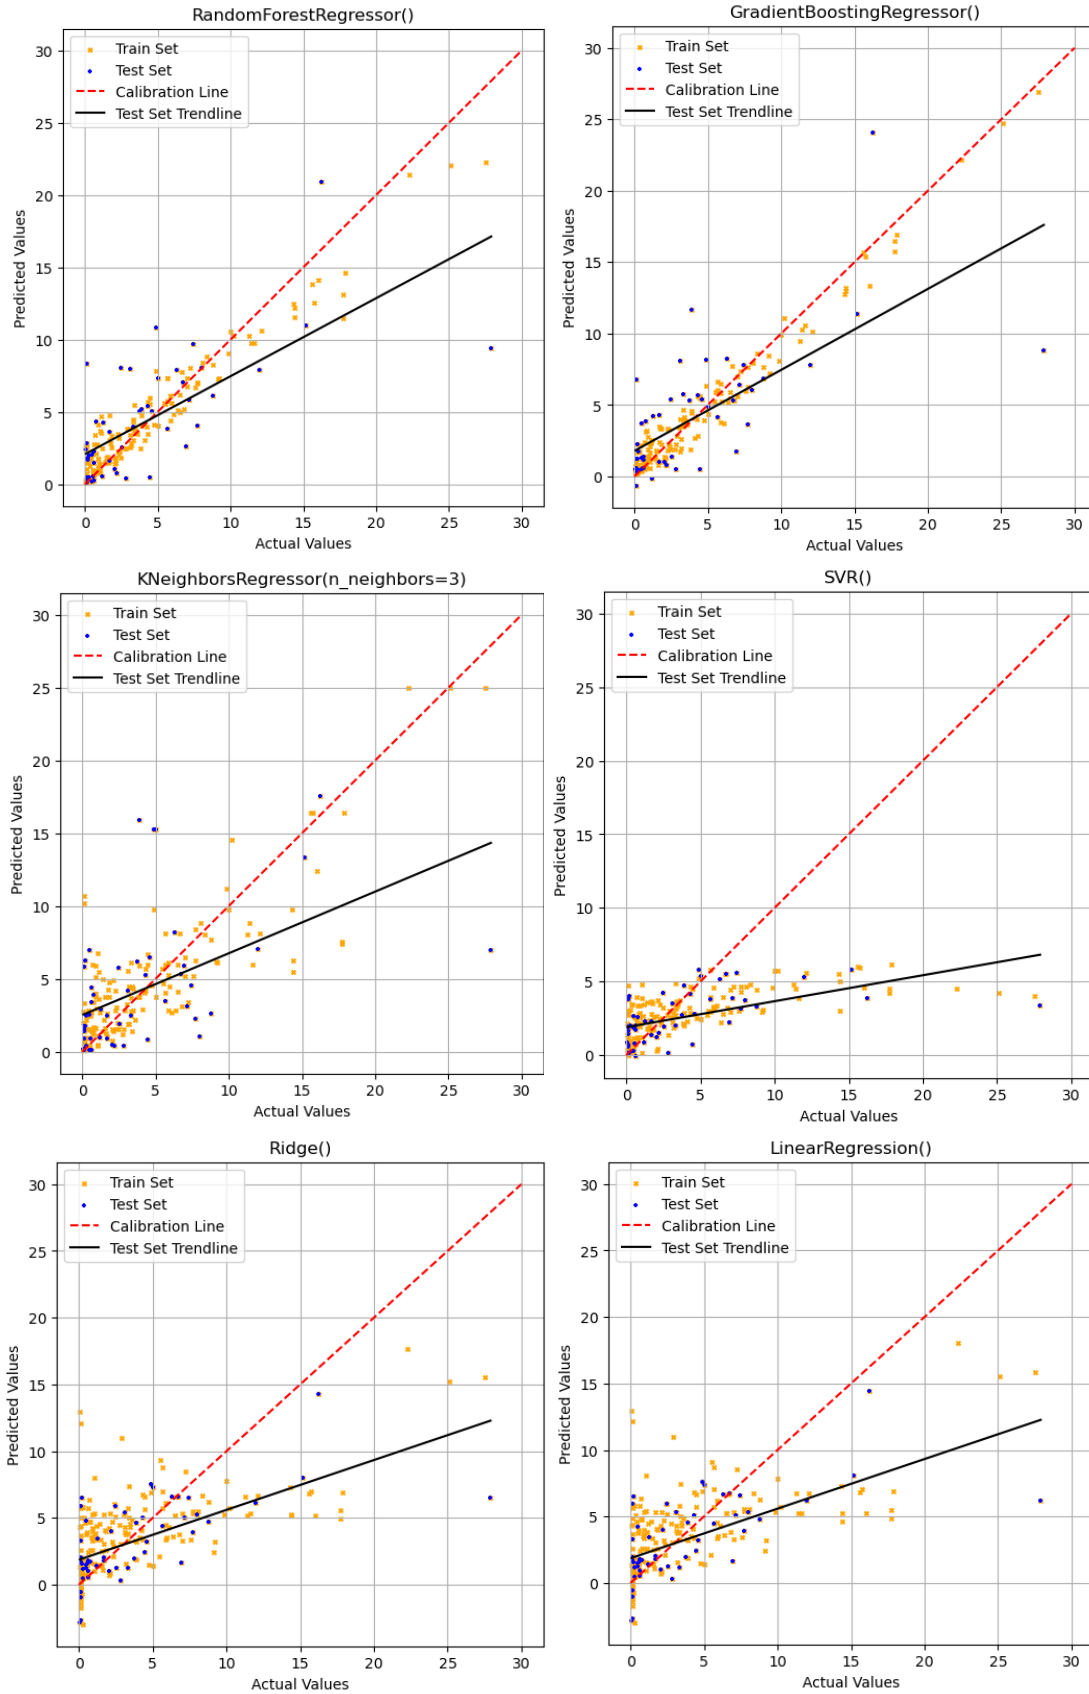 RandomForestRegressor()
Train Set
Test Set
Calibration Line
Test Set Trendline
30
25
20
15
10
5
0
Predicted Values
0 5 10 15 20 25 30
Actual Values
GradientBoostingRegressor()
Train Set
Test Set
Calibration Line
Test Set Trendline
30
25
20
15
10
5
0
Predicted Values
0 5 10 15 20 25 30
Actual Values
KNeighborsRegressor(n_neighbors=3)
Train Set
Test Set
Calibration Line
Test Set Trendline
30
25
20
15
10
5
0
Predicted Values
0 5 10 15 20 25 30
Actual Values
SVR()
Train Set
Test Set
Calibration Line
Test Set Trendline
30
25
20
15
10
5
0
Predicted Values
0 5 10 15 20 25 30
Actual Values
Ridge()
Train Set
Test Set
Calibration Line
Test Set Trendline
30
25
20
15
10
5
0
Predicted Values
0 5 10 15 20 25 30
Actual Values
LinearRegression()
Train Set
Test Set
Calibration Line
Test Set Trendline
30
25
20
15
10
5
0
Predicted Values
0 5 10 15 20 25 30
Actual Values